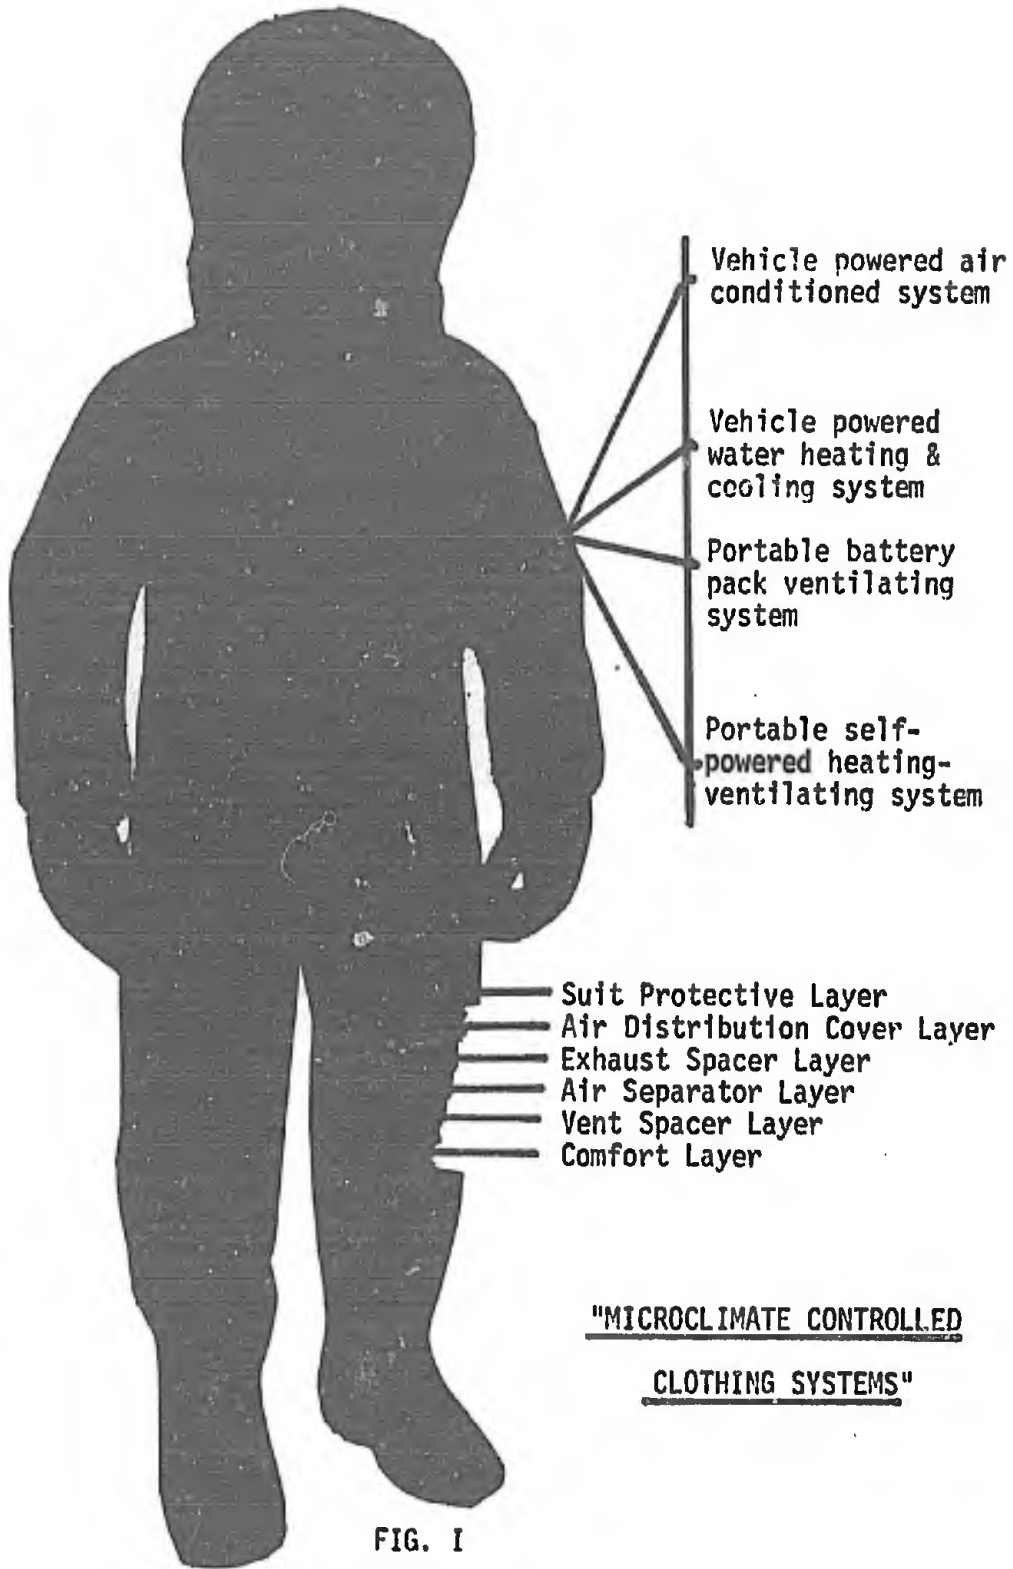 Vehicle powered air
conditioned system
Vehicle powered
water heating &
cooling system
Portable battery
pack ventilating
system
Portable self-
powered heating-
ventilating system
Suit Protective Layer
Air Distribution Cover Layer
Exhaust Spacer Layer
Air Separator Layer
Vent Spacer Layer
Comfort Layer
"MICROCLIMATE CONTROLLED
CLOTHING SYSTEMS"
FIG. I